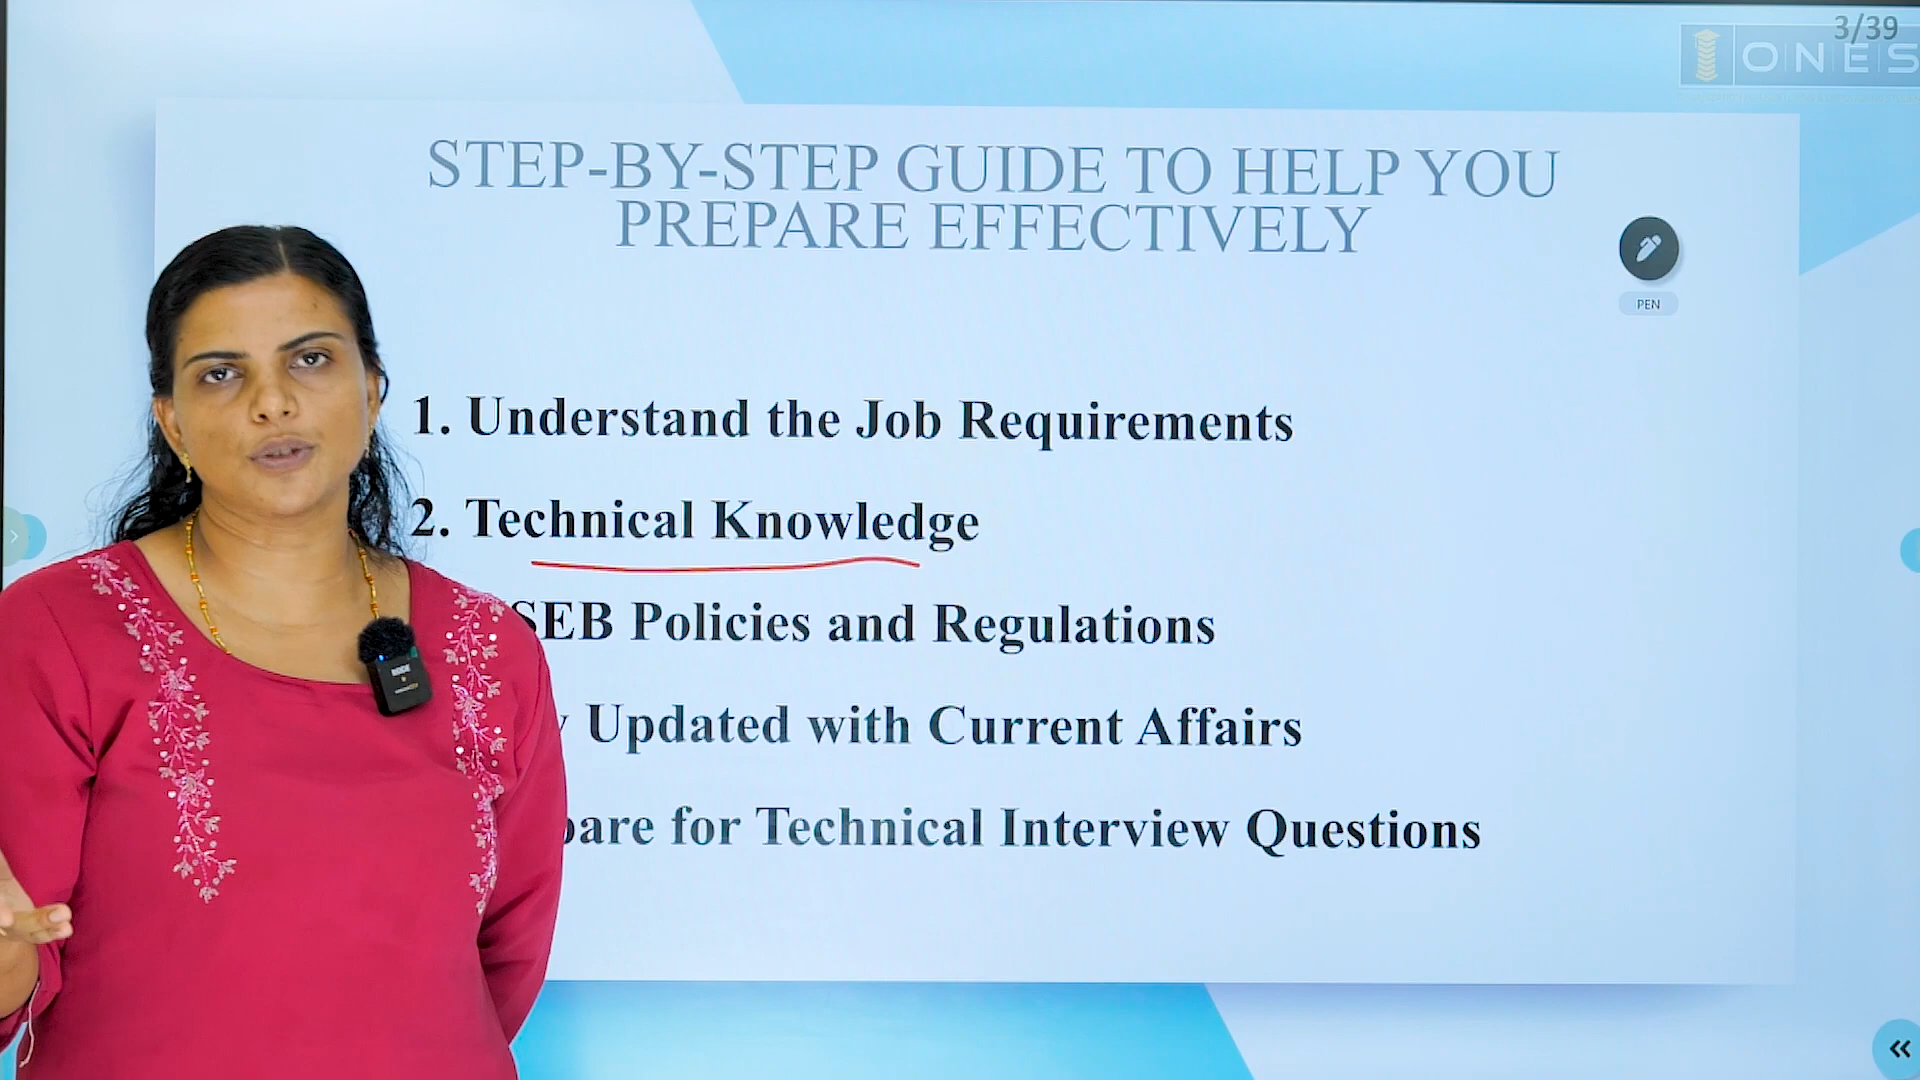 3/39
ONES
STEP-BY-STEP GUIDE TO HELP YOU
PREPARE EFFECTIVELY
PEN
1. Understand the Job Requirements
2. Technical Knowledge
SEB Policies and Regulations
Updated with Current Affairs
pare for Technical Interview Questions